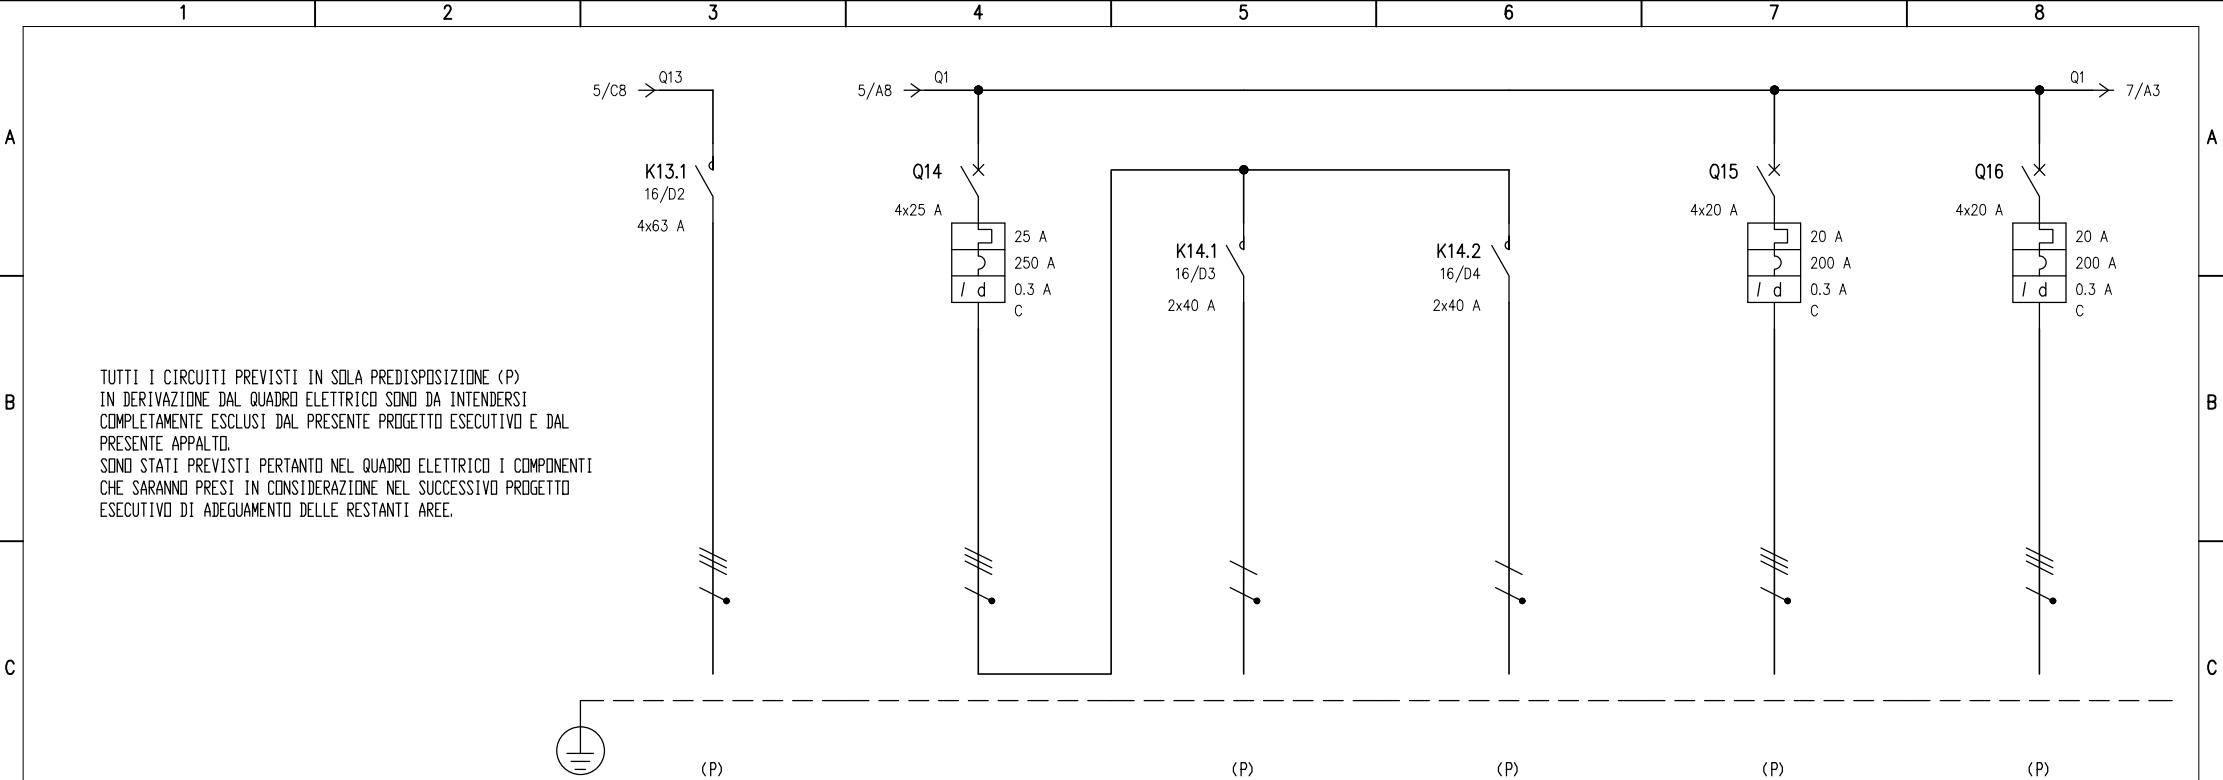 1 2 3 4 5 6 7 8
Q13
5/C8
Q1
5/A8
Q1
7/A3
A
A
K13.1
16/D2
4x63 A
Q14
4x25 A
25 A
250 A
I d
0.3 A
C
K14.1
16/D3
2x40 A
K14.2
16/D4
2x40 A
Q15
4x20 A
20 A
200 A
I d
0.3 A
C
Q16
4x20 A
20 A
200 A
I d
0.3 A
C
B
B
TUTTI I CIRCUITI PREVISTI IN SOLA PREDISPOSIZIONE (P)
IN DERIVAZIONE DAL QUADRO ELETTRICO SONO DA INTENDERSI
COMPLETAMENTE ESCLUSI DAL PRESENTE PROGETTO ESECUTIVO E DAL
PRESENTE APPALTO.
SONO STATI PREVISTI PERTANTO NEL QUADRO ELETTRICO I COMPONENTI
CHE SARANNO PRESI IN CONSIDERAZIONE NEL SUCCESSIVO PROGETTO
ESECUTIVO DI ADEGUAMENTO DELLE RESTANTI AREE.
C
C
(P) (P) (P) (P) (P)